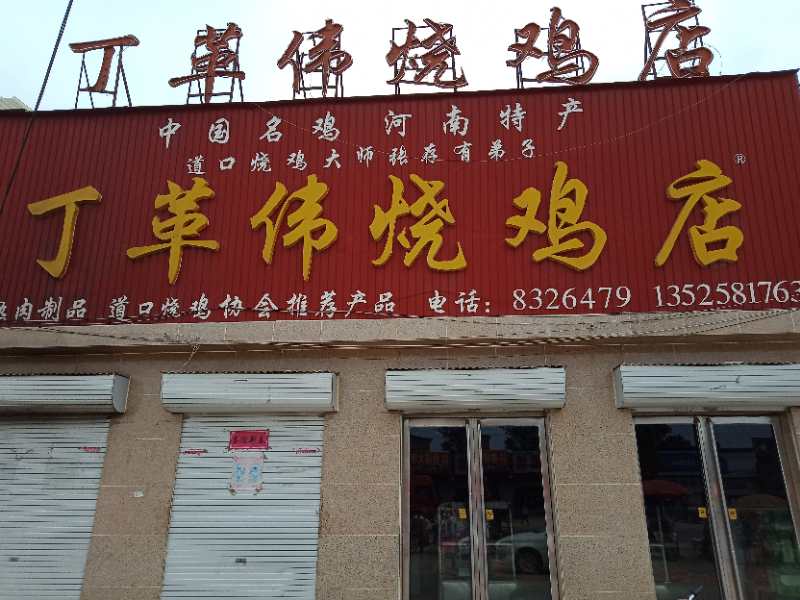 丁革伟烧鸡店
中国名鸡 河南特产
道口烧鸡大师张存有弟子
丁革伟烧鸡店®
肉制品 道口烧鸡协会推荐产品 电话：8326479 1352581763